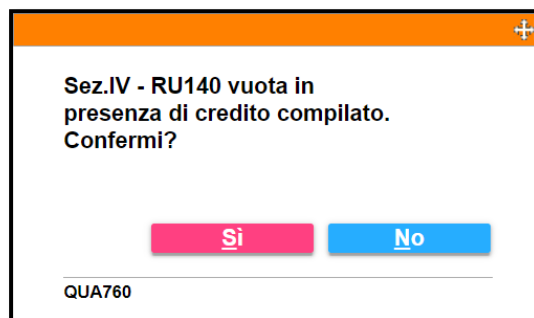 Sez.IV - RU140 vuota in
presenza di credito compilato.
Confermi?
Sì
No
QUA760